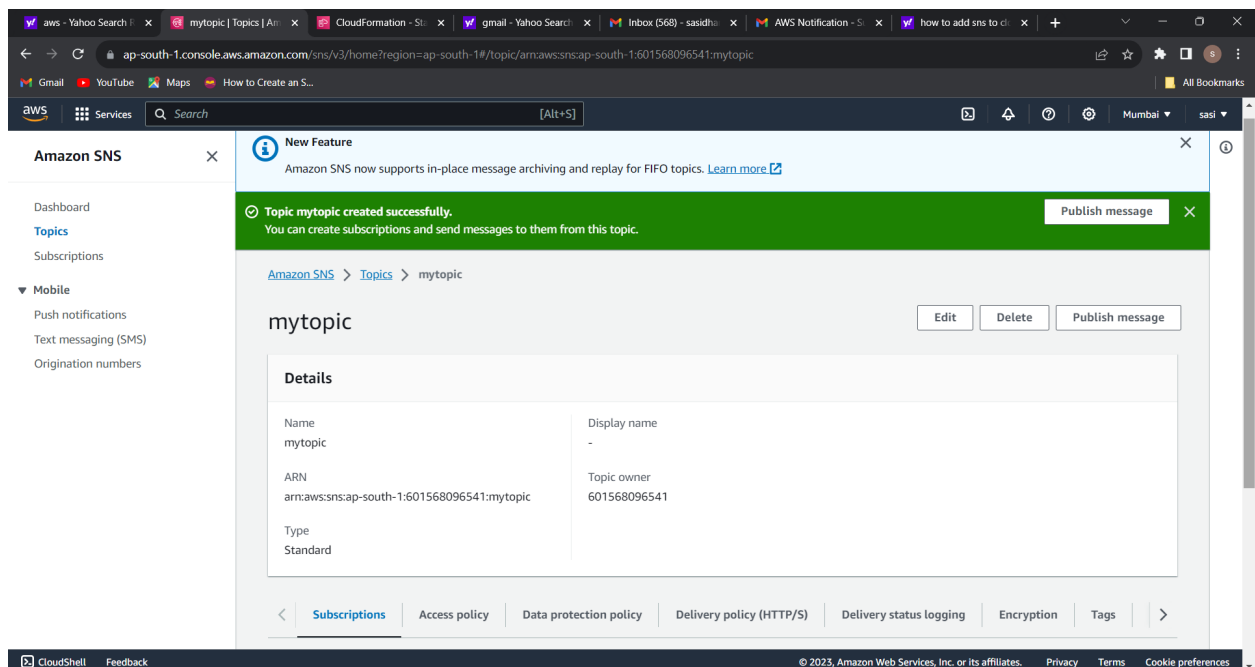 aws - Yahoo Search R
mytopic | Topics | Am
CloudFormation - Sta
gmail - Yahoo Search
Inbox (568) - sasidha
AWS Notification - Su
how to add sns to clo
ap-south-1.console.aws.amazon.com/sns/v3/home?region=ap-south-1#/topic/arn:aws:sns:ap-south-1:601568096541:mytopic
Gmail YouTube Maps How to Create an S... All Bookmarks
aws Services Search [Alt+S] Mumbai ▼ sasi ▼
Amazon SNS
Dashboard
Topics
Subscriptions
▼ Mobile
Push notifications
Text messaging (SMS)
Origination numbers
New Feature
Amazon SNS now supports in-place message archiving and replay for FIFO topics. Learn more
Topic mytopic created successfully.
You can create subscriptions and send messages to them from this topic.
Publish message
Amazon SNS > Topics > mytopic
mytopic
Edit Delete Publish message
Details
Name
mytopic
ARN
arn:aws:sns:ap-south-1:601568096541:mytopic
Type
Standard
Display name
-
Topic owner
601568096541
Subscriptions Access policy Data protection policy Delivery policy (HTTP/S) Delivery status logging Encryption Tags
CloudShell Feedback © 2023, Amazon Web Services, Inc. or its affiliates. Privacy Terms Cookie preferences